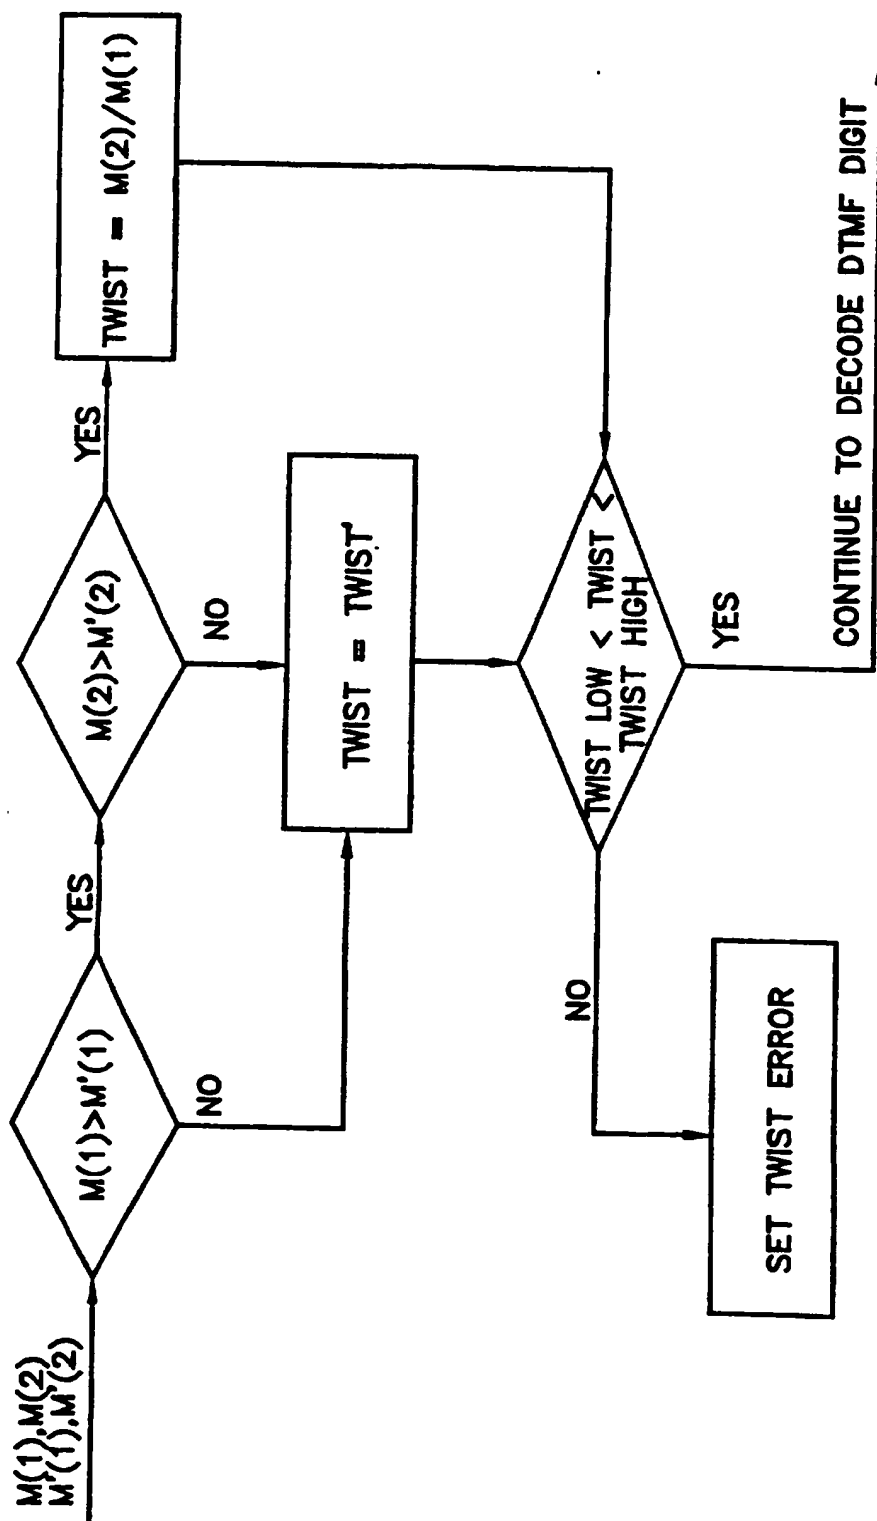 M(1),M(2)
M'(1),M'(2)
M(1)>M'(1)
YES
M(2)>M'(2)
YES
TWIST = M(2)/M(1)
NO
NO
TWIST = TWIST'
TWIST LOW < TWIST <
TWIST HIGH
NO
YES
SET TWIST ERROR
CONTINUE TO DECODE DTMF DIGIT